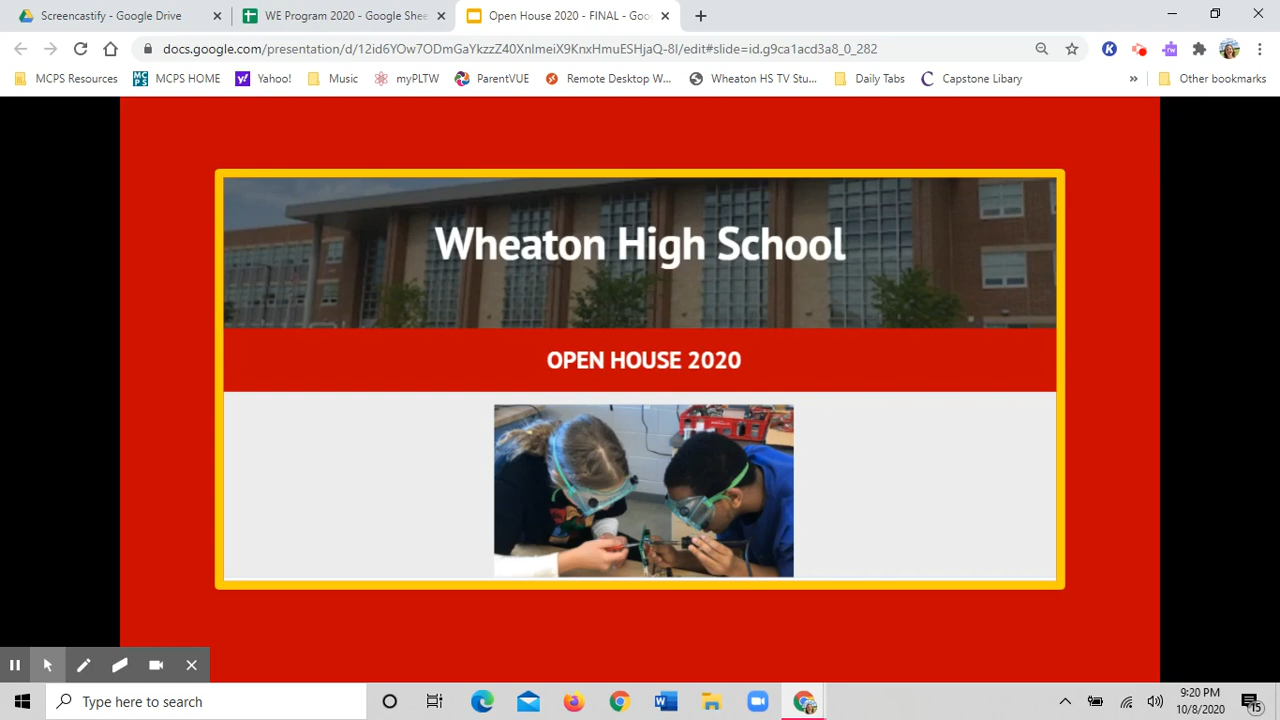 Screencastify - Google Drive
WE Program 2020 - Google Shee
Open House 2020 - FINAL - Goo
docs.google.com/presentation/d/12id6YOw7ODmGaYkzzZ40XnImeiX9KnxHmuESHjaQ-8I/edit#slide=id.g9ca1acd3a8_0_282
MCPS Resources
MCPS HOME
Yahoo!
Music
myPLTW
ParentVUE
Remote Desktop W...
Wheaton HS TV Stu...
Daily Tabs
Capstone Libary
»
Other bookmarks
Wheaton High School
OPEN HOUSE 2020
Type here to search
9:20 PM
10/8/2020
15